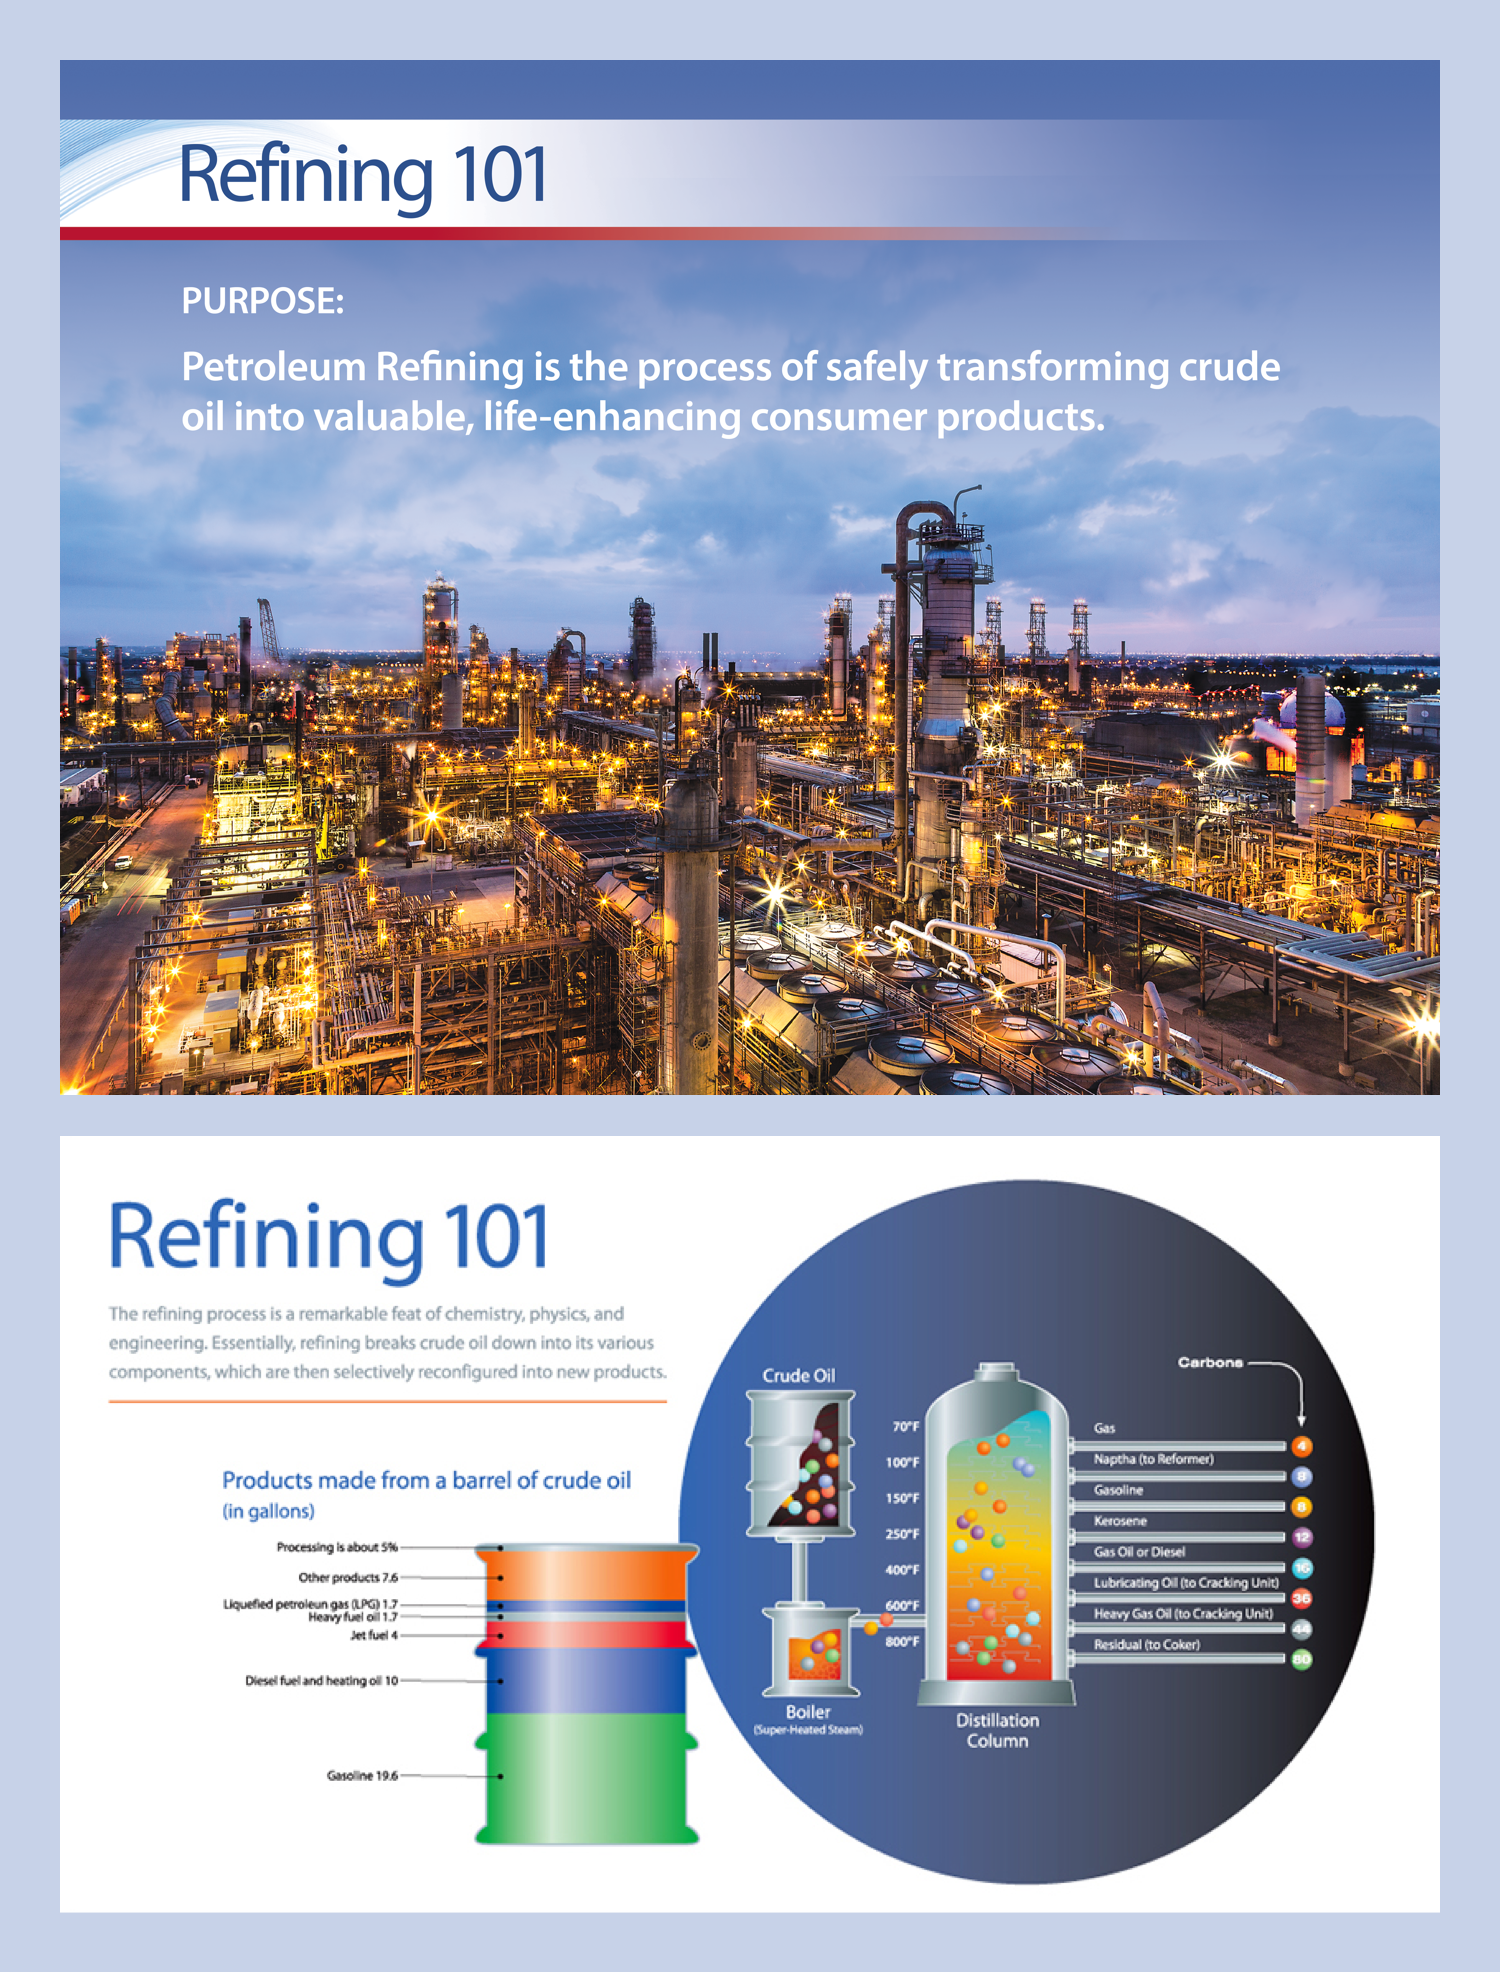 Refining 101
PURPOSE:
Petroleum Refining is the process of safely transforming crude
oil into valuable, life-enhancing consumer products.
Refining 101
The refining process is a remarkable feat of chemistry, physics, and
engineering. Essentially, refining breaks crude oil down into its various
components, which are then selectively reconfigured into new products.
Products made from a barrel of crude oil
(in gallons)
Processing is about 5%
Other products 7.6
Liquefied petroleun gas (LPG) 1.7
Heavy fuel oil 1.7
Jet fuel 4
Diesel fuel and heating oil 10
Gasoline 19.6
Crude Oil
Boiler
(Super-Heated Steam)
70°F
100°F
150°F
250°F
400°F
600°F
800°F
Distillation
Column
Carbons
Gas 4
Naptha (to Reformer) 8
Gasoline 8
Kerosene 12
Gas Oil or Diesel 16
Lubricating Oil (to Cracking Unit) 36
Heavy Gas Oil (to Cracking Unit) 44
Residual (to Coker) 80